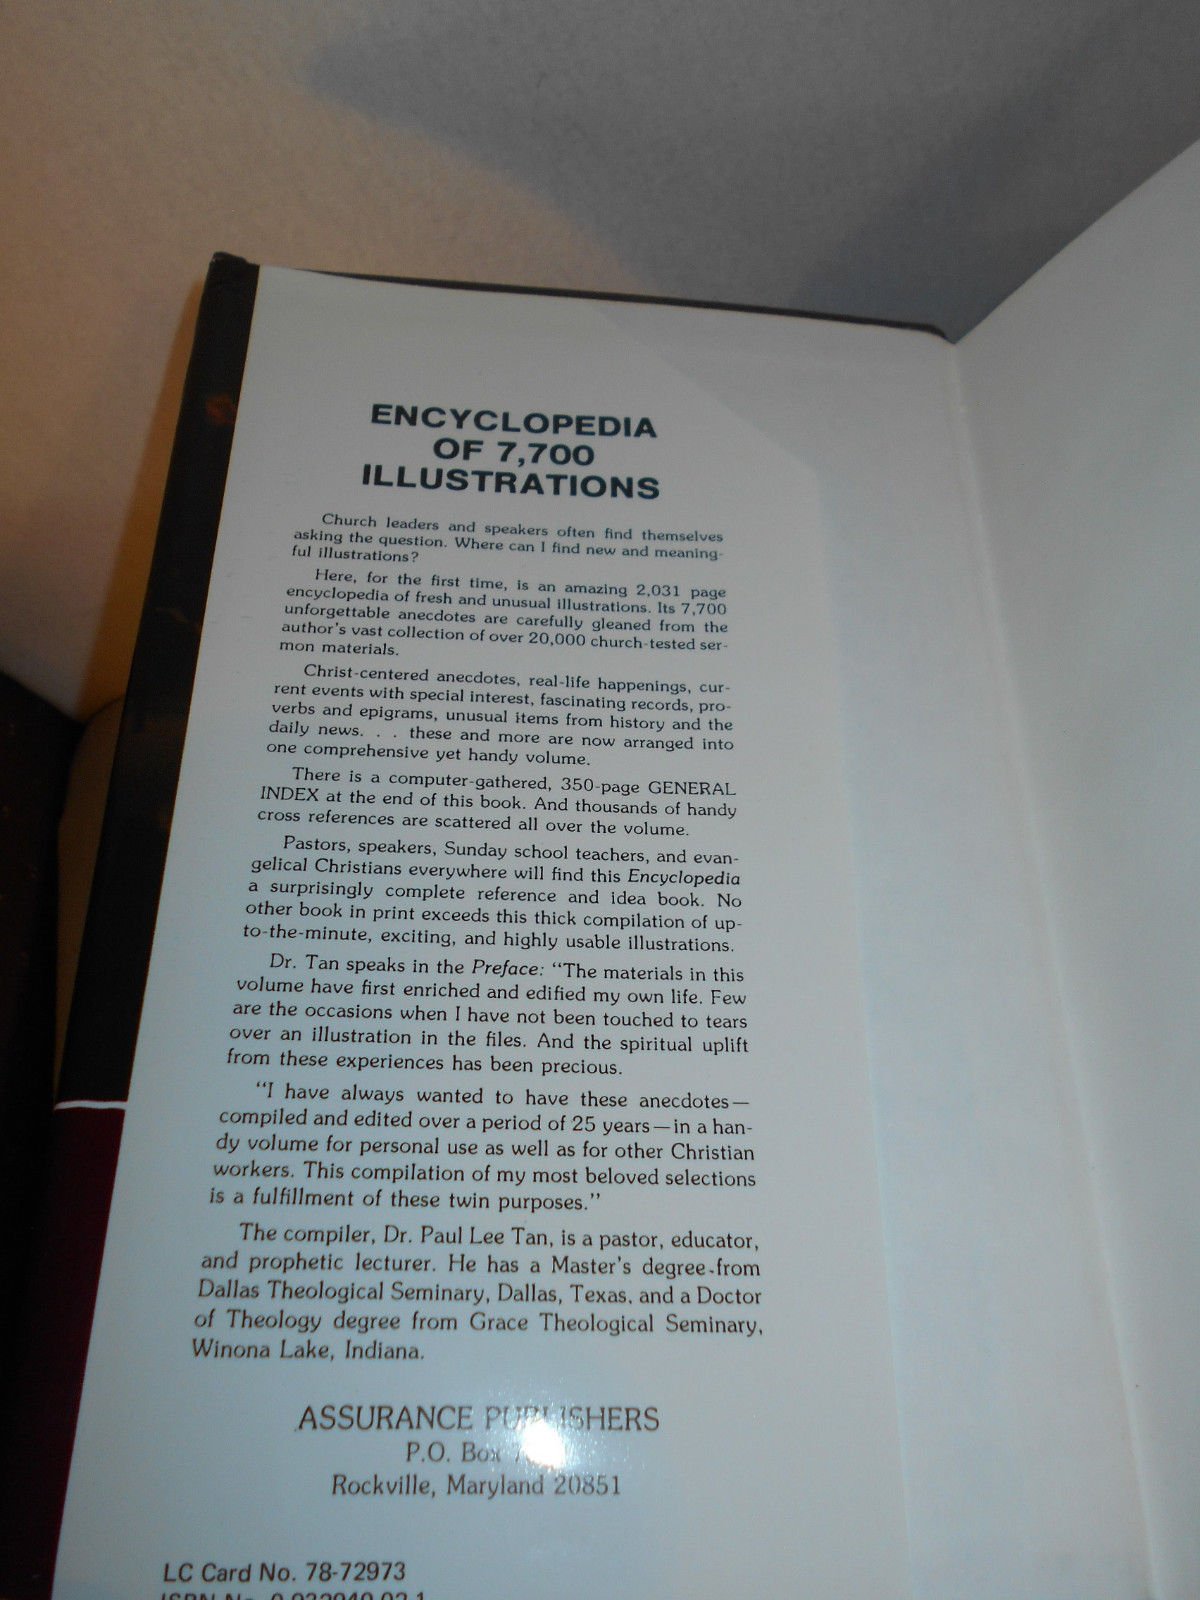 ENCYCLOPEDIA
OF 7,700
ILLUSTRATIONS
Church leaders and speakers often find themselves
asking the question. Where can I find new and meaning-
ful illustrations?
Here, for the first time, is an amazing 2,031 page
encyclopedia of fresh and unusual illustrations. Its 7,700
unforgettable anecdotes are carefully gleaned from the
author's vast collection of over 20,000 church-tested ser-
mon materials.
Christ-centered anecdotes, real-life happenings, cur-
rent events with special interest, fascinating records, pro-
verbs and epigrams, unusual items from history and the
daily news. . . these and more are now arranged into
one comprehensive yet handy volume.
There is a computer-gathered, 350-page GENERAL
INDEX at the end of this book. And thousands of handy
cross references are scattered all over the volume.
Pastors, speakers, Sunday school teachers, and evan-
gelical Christians everywhere will find this Encyclopedia
a surprisingly complete reference and idea book. No
other book in print exceeds this thick compilation of up-
to-the-minute, exciting, and highly usable illustrations.
Dr. Tan speaks in the Preface: "The materials in this
volume have first enriched and edified my own life. Few
are the occasions when I have not been touched to tears
over an illustration in the files. And the spiritual uplift
from these experiences has been precious.
"I have always wanted to have these anecdotes—
compiled and edited over a period of 25 years—in a han-
dy volume for personal use as well as for other Christian
workers. This compilation of my most beloved selections
is a fulfillment of these twin purposes."
The compiler, Dr. Paul Lee Tan, is a pastor, educator,
and prophetic lecturer. He has a Master's degree from
Dallas Theological Seminary, Dallas, Texas, and a Doctor
of Theology degree from Grace Theological Seminary,
Winona Lake, Indiana.
ASSURANCE PUBLISHERS
P.O. Box
Rockville, Maryland 20851
LC Card No. 78-72973
ISBN No.